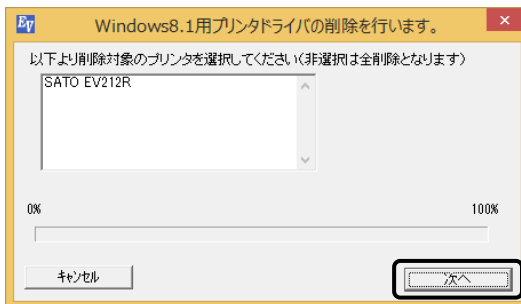 EV
Windows8.1用プリンタドライバの削除を行います。
以下より削除対象のプリンタを選択してください(非選択は全削除となります)
SATO EV212R
0%
100%
キャンセル
次へ